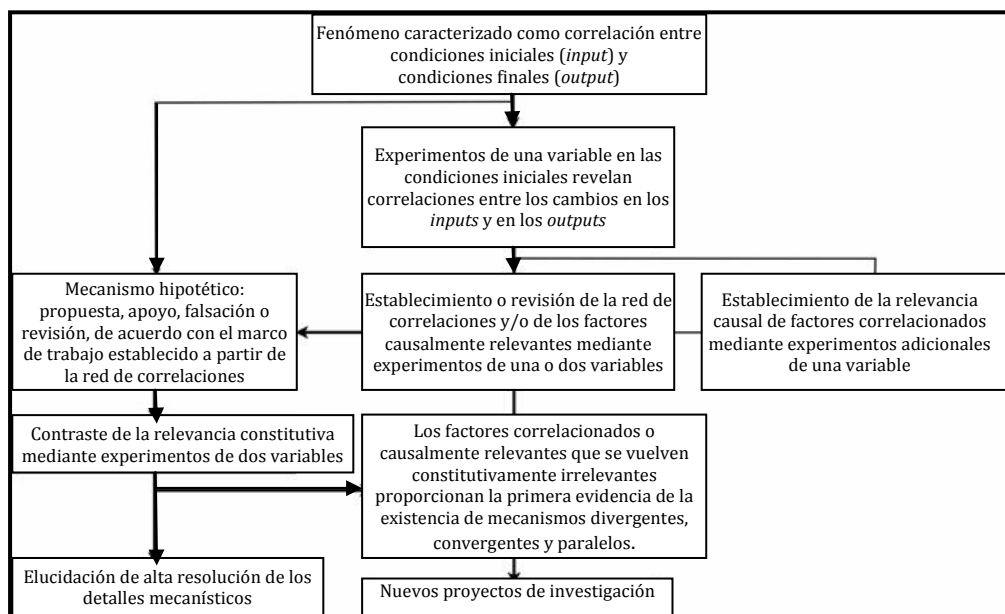 Fenómeno caracterizado como correlación entre
condiciones iniciales (input) y
condiciones finales (output)
Experimentos de una variable en las
condiciones iniciales revelan
correlaciones entre los cambios en los
inputs y en los outputs
Mecanismo hipotético:
propuesta, apoyo, falsación o
revisión, de acuerdo con el marco
de trabajo establecido a partir de
la red de correlaciones
Establecimiento o revisión de la red de
correlaciones y/o de los factores
causalmente relevantes mediante
experimentos de una o dos variables
Establecimiento de la relevancia
causal de factores correlacionados
mediante experimentos adicionales
de una variable
Contraste de la relevancia constitutiva
mediante experimentos de dos variables
Los factores correlacionados o
causalmente relevantes que se vuelven
constitutivamente irrelevantes
proporcionan la primera evidencia de la
existencia de mecanismos divergentes,
convergentes y paralelos.
Elucidación de alta resolución de los
detalles mecanísticos
Nuevos proyectos de investigación